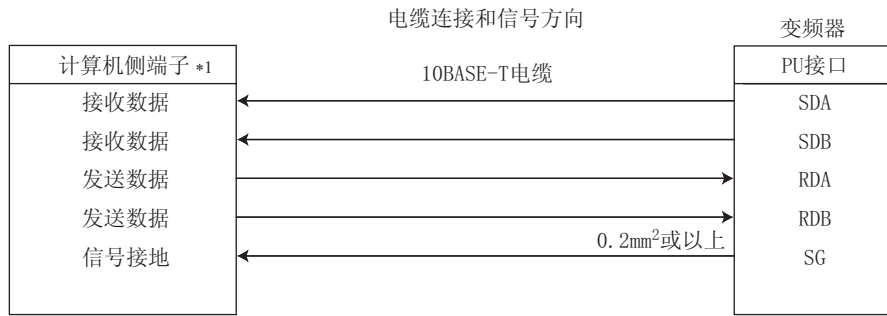 电缆连接和信号方向
变频器
计算机侧端子 *1
10BASE-T电缆
PU接口
接收数据
SDA
接收数据
SDB
发送数据
RDA
发送数据
RDB
0.2mm²或以上
信号接地
SG